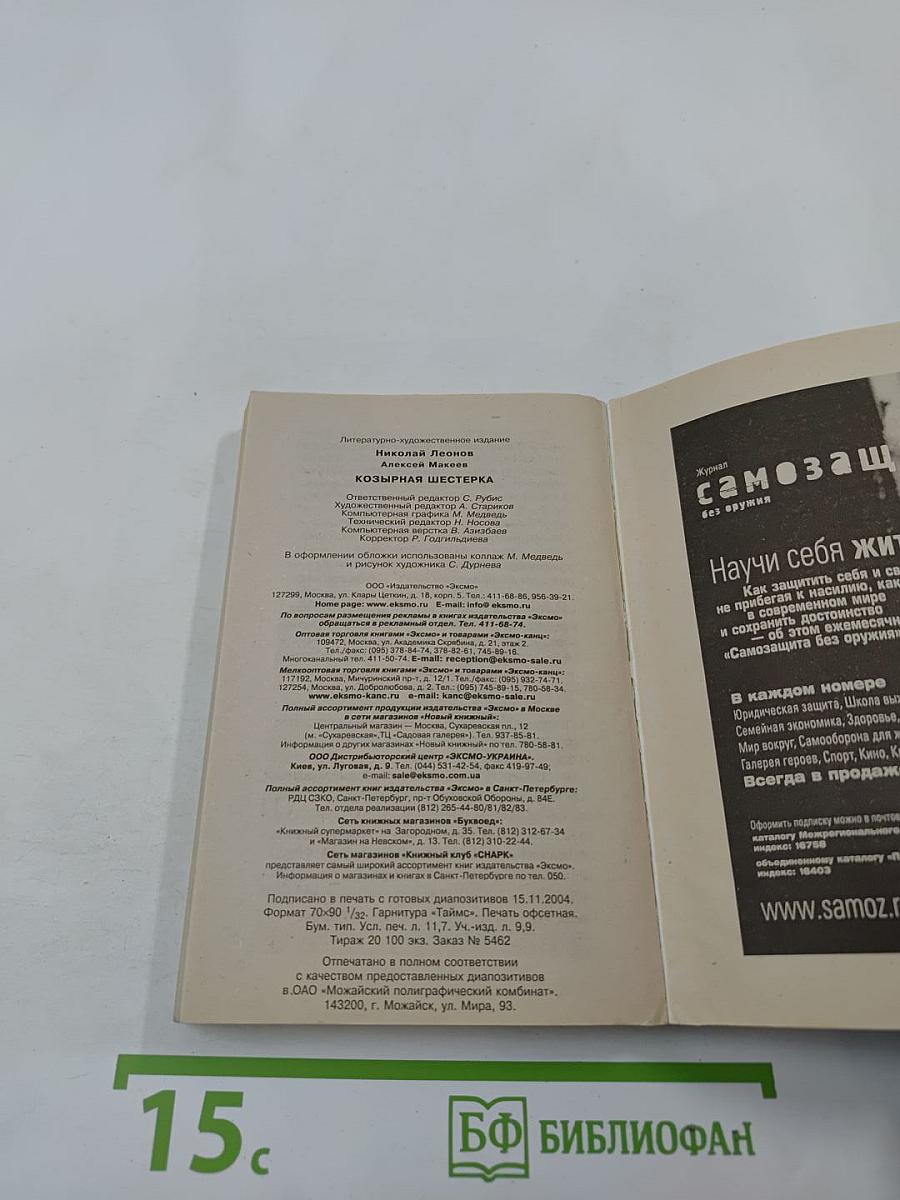 Литературно-художественное издание
Николай Леонов
Алексей Макеев
КОЗЫРНАЯ ШЕСТЕРКА
Ответственный редактор С. Рубис
Художественный редактор А. Стариков
Компьютерная графика М. Медведь
Технический редактор Н. Носова
Компьютерная верстка В. Азизбаев
Корректор Р. Годгильдиева
В оформлении обложки использованы коллаж М. Медведь
и рисунок художника С. Дурнева
ООО «Издательство «Эксмо»
127299, Москва, ул. Клары Цеткин, д. 18, корп. 5. Тел.: 411-68-86, 956-39-21.
Home page: www.eksmo.ru E-mail: info@ eksmo.ru
По вопросам размещения рекламы в книгах издательства «Эксмо»
обращаться в рекламный отдел. Тел. 411-68-74.
Оптовая торговля книгами «Эксмо» и товарами «Эксмо-канц»:
109472, Москва, ул. Академика Скрябина, д. 21, этаж 2.
Тел./факс: (095) 378-84-74, 378-82-61, 745-89-16.
Многоканальный тел. 411-50-74. E-mail: reception@eksmo-sale.ru
Мелкооптовая торговля книгами «Эксмо» и товарами «Эксмо-канц»:
117192, Москва, Мичуринский пр-т, д. 12/1. Тел./факс: (095) 932-74-71.
127254, Москва, ул. Добролюбова, д. 2. Тел.: (095) 745-89-15, 780-58-34.
www.eksmo-kanc.ru e-mail: kanc@eksmo-sale.ru
Полный ассортимент продукции издательства «Эксмо» в Москве
в сети магазинов «Новый книжный»:
Центральный магазин — Москва, Сухаревская пл., 12
(м. «Сухаревская»,ТЦ «Садовая галерея»). Тел. 937-85-81.
Информация о других магазинах «Новый книжный» по тел. 780-58-81.
ООО Дистрибьюторский центр «ЭКСМО-УКРАИНА».
Киев, ул. Луговая, д. 9. Тел. (044) 531-42-54, факс 419-97-49;
e-mail: sale@eksmo.com.ua
Полный ассортимент книг издательства «Эксмо» в Санкт-Петербурге:
РДЦ СЗКО, Санкт-Петербург, пр-т Обуховской Обороны, д. 84Е.
Тел. отдела реализации (812) 265-44-80/81/82/83.
Сеть книжных магазинов «Буквоед»:
«Книжный супермаркет» на Загородном, д. 35. Тел. (812) 312-67-34
и «Магазин на Невском», д. 13. Тел. (812) 310-22-44.
Сеть магазинов «Книжный клуб «СНАРК»
представляет самый широкий ассортимент книг издательства «Эксмо».
Информация о магазинах и книгах в Санкт-Петербурге по тел. 050.
Подписано в печать с готовых диапозитивов 15.11.2004.
Формат 70×90 1/32. Гарнитура «Таймс». Печать офсетная.
Бум. тип. Усл. печ. л. 11,7. Уч.-изд. л. 9,9.
Тираж 20 100 экз. Заказ № 5462
Отпечатано в полном соответствии
с качеством предоставленных диапозитивов
в ОАО «Можайский полиграфический комбинат».
143200, г. Можайск, ул. Мира, 93.
Журнал
самозащ
без оружия
Научи себя жит
Как защитить себя и св
не прибегая к насилию, как
в современном мире
и сохранить достоинство
— об этом ежемесячн
«Самозащита без оружия
В каждом номере
Юридическая защита, Школа вы
Семейная экономика, Здоровье,
Мир вокруг, Самооборона для ж
Галерея героев, Спорт, Кино, К
Всегда в продаж
Оформить подписку можно в почтов
каталогу Межрегионального
индекс: 16758
объединенному каталогу «П
индекс: 16403
www.samoz.r
15 с
БФ БИБЛИОФАН